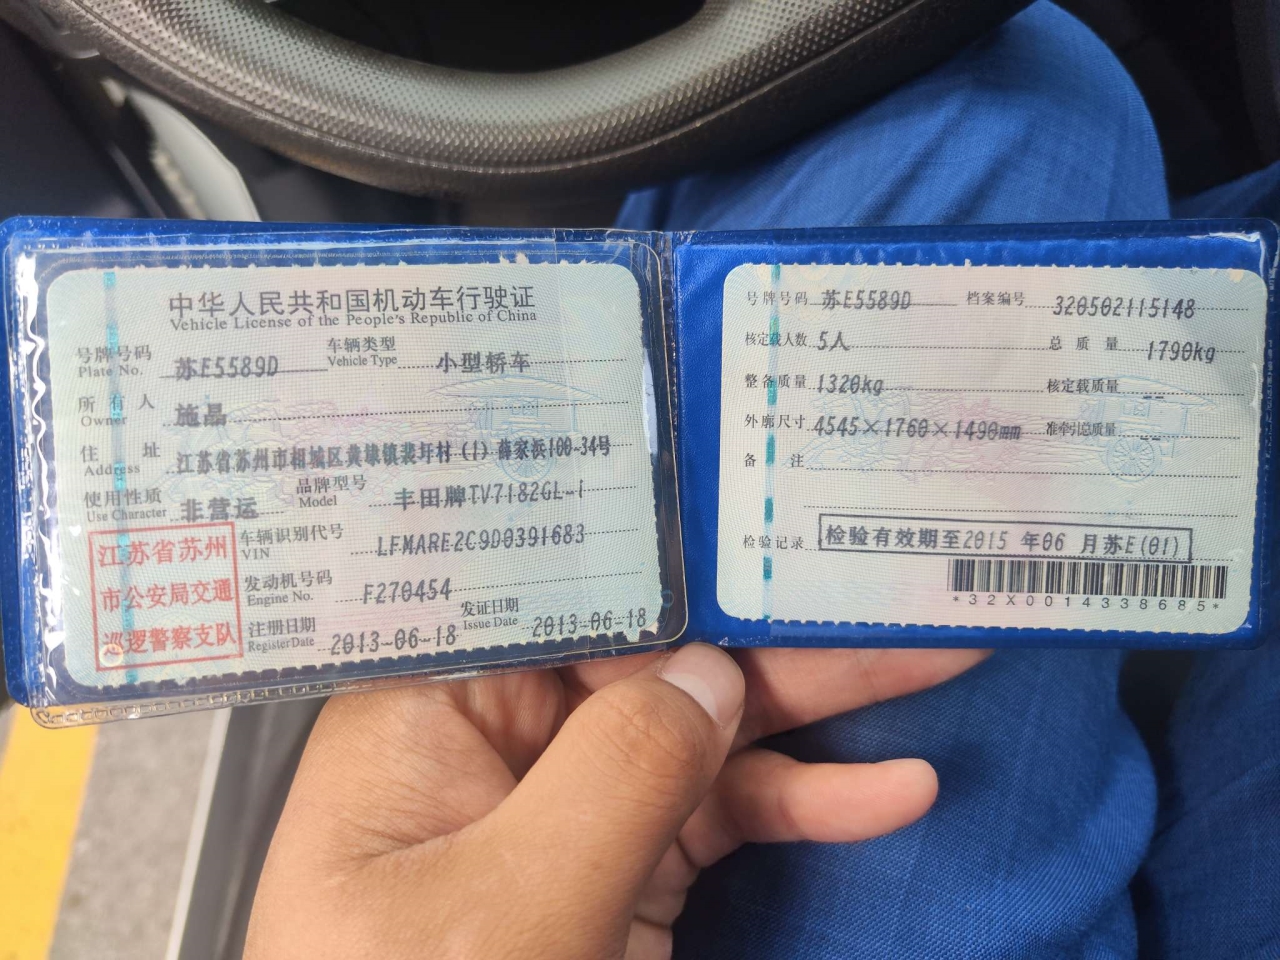 中华人民共和国机动车行驶证
Vehicle License of the People's Republic of China
号牌号码 苏E5589D 车辆类型 小型轿车
Plate No. Vehicle Type
所有人 施晶
Owner
住址 江苏省苏州市相城区黄埭镇裴圩村(1)薛家浜100-34号
Address
使用性质 非营运 品牌型号 丰田牌TV7182GL-i
Use Character Model
江苏省苏州
市公安局交通
巡逻警察支队
车辆识别代号 LFMARE2C9D0391683
VIN
发动机号码 F270454
Engine No.
注册日期 2013-06-18 发证日期 2013-06-18
Register Date Issue Date
号牌号码 苏E5589D 档案编号 320502115148
核定载人数 5人 总质量 1790kg
整备质量 1320kg 核定载质量 --
外廓尺寸 4545×1760×1490mm 准牵引总质量 --
备注
检验记录 检验有效期至2015年06月苏E(01)
*32X0014338685*